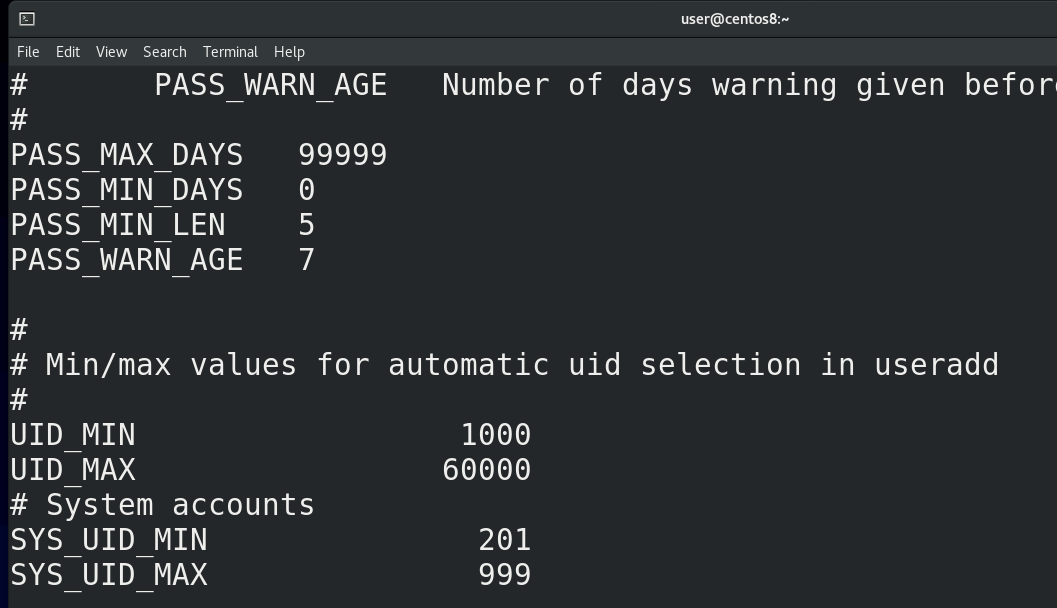 user@centos8:~
File Edit View Search Terminal Help
#       PASS_WARN_AGE   Number of days warning given before
#
PASS_MAX_DAYS   99999
PASS_MIN_DAYS   0
PASS_MIN_LEN    5
PASS_WARN_AGE   7
#
# Min/max values for automatic uid selection in useradd
#
UID_MIN                  1000
UID_MAX                 60000
# System accounts
SYS_UID_MIN               201
SYS_UID_MAX               999